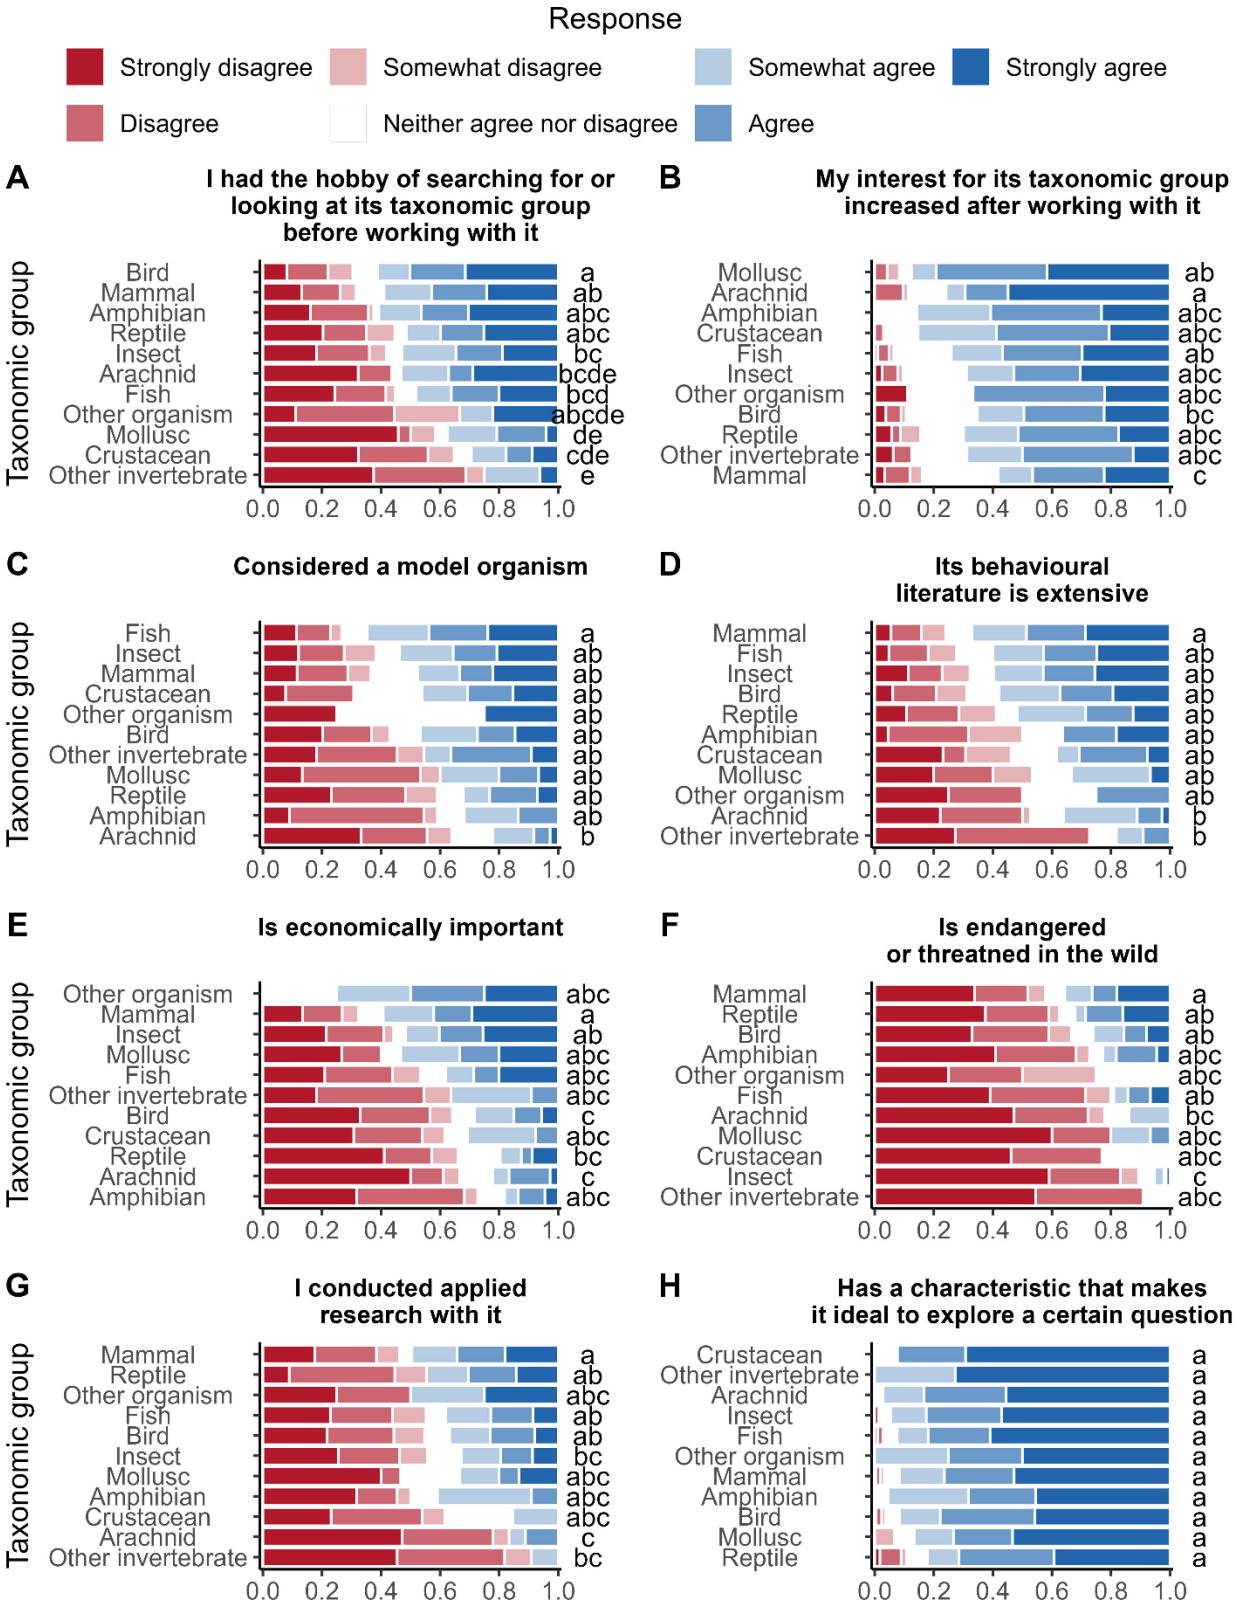 Response
Strongly disagree Somewhat disagree Somewhat agree Strongly agree
Disagree Neither agree nor disagree Agree
A
I had the hobby of searching for or
looking at its taxonomic group
before working with it
Taxonomic group
Bird a
Mammal ab
Amphibian abc
Reptile abc
Insect bc
Arachnid bcde
Fish bcd
Other organism abcde
Mollusc de
Crustacean cde
Other invertebrate e
0.0 0.2 0.4 0.6 0.8 1.0
B
My interest for its taxonomic group
increased after working with it
Mollusc ab
Arachnid a
Amphibian abc
Crustacean abc
Fish ab
Insect abc
Other organism abc
Bird bc
Reptile abc
Other invertebrate abc
Mammal c
0.0 0.2 0.4 0.6 0.8 1.0
C
Considered a model organism
Taxonomic group
Fish a
Insect ab
Mammal ab
Crustacean ab
Other organism ab
Bird ab
Other invertebrate ab
Mollusc ab
Reptile ab
Amphibian ab
Arachnid b
0.0 0.2 0.4 0.6 0.8 1.0
D
Its behavioural
literature is extensive
Mammal a
Fish ab
Insect ab
Bird ab
Reptile ab
Amphibian ab
Crustacean ab
Mollusc ab
Other organism ab
Arachnid b
Other invertebrate b
0.0 0.2 0.4 0.6 0.8 1.0
E
Is economically important
Taxonomic group
Other organism abc
Mammal a
Insect ab
Mollusc abc
Fish abc
Other invertebrate abc
Bird c
Crustacean abc
Reptile bc
Arachnid c
Amphibian abc
0.0 0.2 0.4 0.6 0.8 1.0
F
Is endangered
or threatned in the wild
Mammal a
Reptile ab
Bird ab
Amphibian abc
Other organism abc
Fish ab
Arachnid bc
Mollusc abc
Crustacean abc
Insect c
Other invertebrate abc
0.0 0.2 0.4 0.6 0.8 1.0
G
I conducted applied
research with it
Taxonomic group
Mammal a
Reptile ab
Other organism abc
Fish ab
Bird ab
Insect bc
Mollusc abc
Amphibian abc
Crustacean abc
Arachnid c
Other invertebrate bc
0.0 0.2 0.4 0.6 0.8 1.0
H
Has a characteristic that makes
it ideal to explore a certain question
Crustacean a
Other invertebrate a
Arachnid a
Insect a
Fish a
Other organism a
Mammal a
Amphibian a
Bird a
Mollusc a
Reptile a
0.0 0.2 0.4 0.6 0.8 1.0